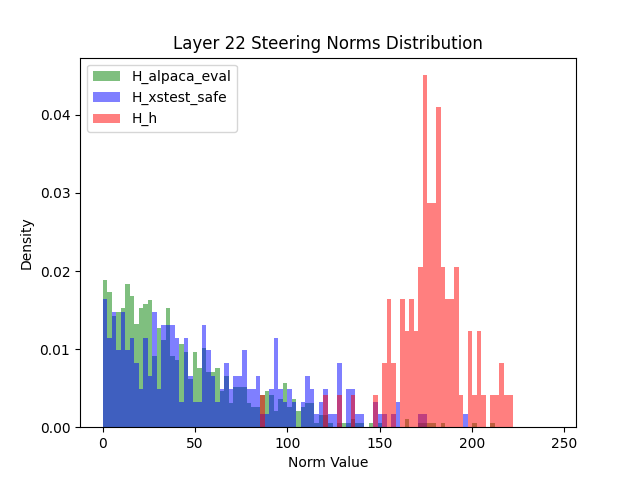 Layer 22 Steering Norms Distribution
H_alpaca_eval
H_xstest_safe
H_h
Density
0.04
0.03
0.02
0.01
0.00
0 50 100 150 200 250
Norm Value